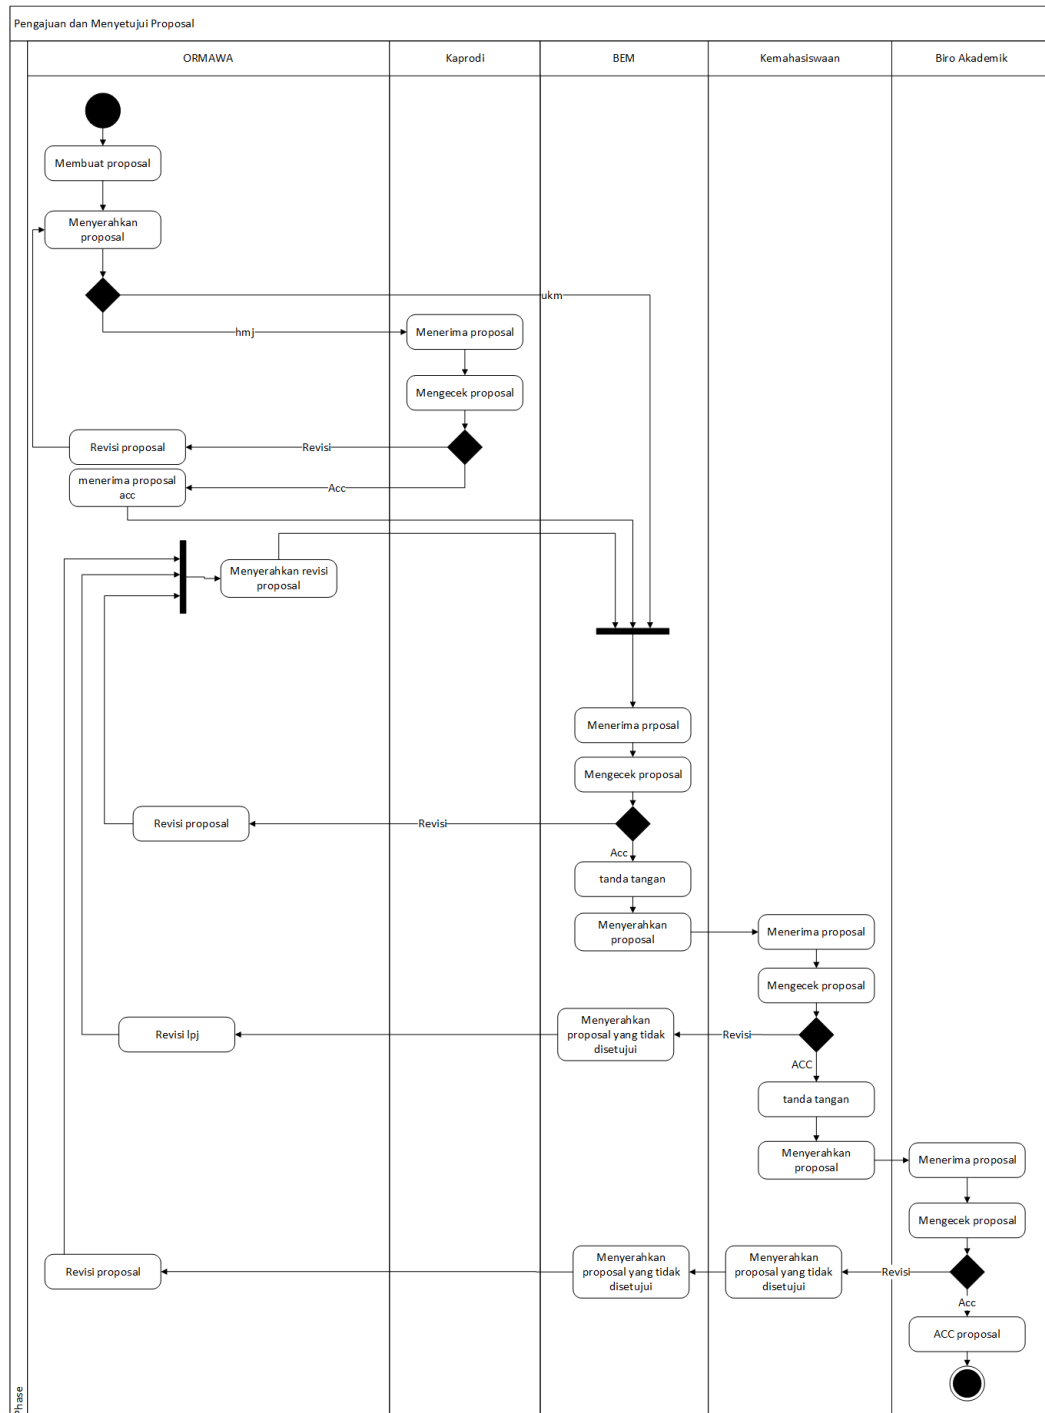 Pengajuan dan Menyetujui Proposal
ORMAWA
Kaprodi
BEM
Kemahasiswaan
Biro Akademik
Membuat proposal
Menyerahkan
proposal
ukm
hmj
Menerima proposal
Mengecek proposal
Revisi proposal
Revisi
menerima proposal
acc
Acc
Menyerahkan revisi
proposal
Menerima prposal
Mengecek proposal
Revisi proposal
Revisi
Acc
tanda tangan
Menyerahkan
proposal
Menerima proposal
Mengecek proposal
Revisi lpj
Menyerahkan
proposal yang tidak
disetujui
Revisi
ACC
tanda tangan
Menyerahkan
proposal
Menerima proposal
Mengecek proposal
Revisi proposal
Menyerahkan
proposal yang tidak
disetujui
Menyerahkan
proposal yang tidak
disetujui
Revisi
Acc
ACC proposal
Phase